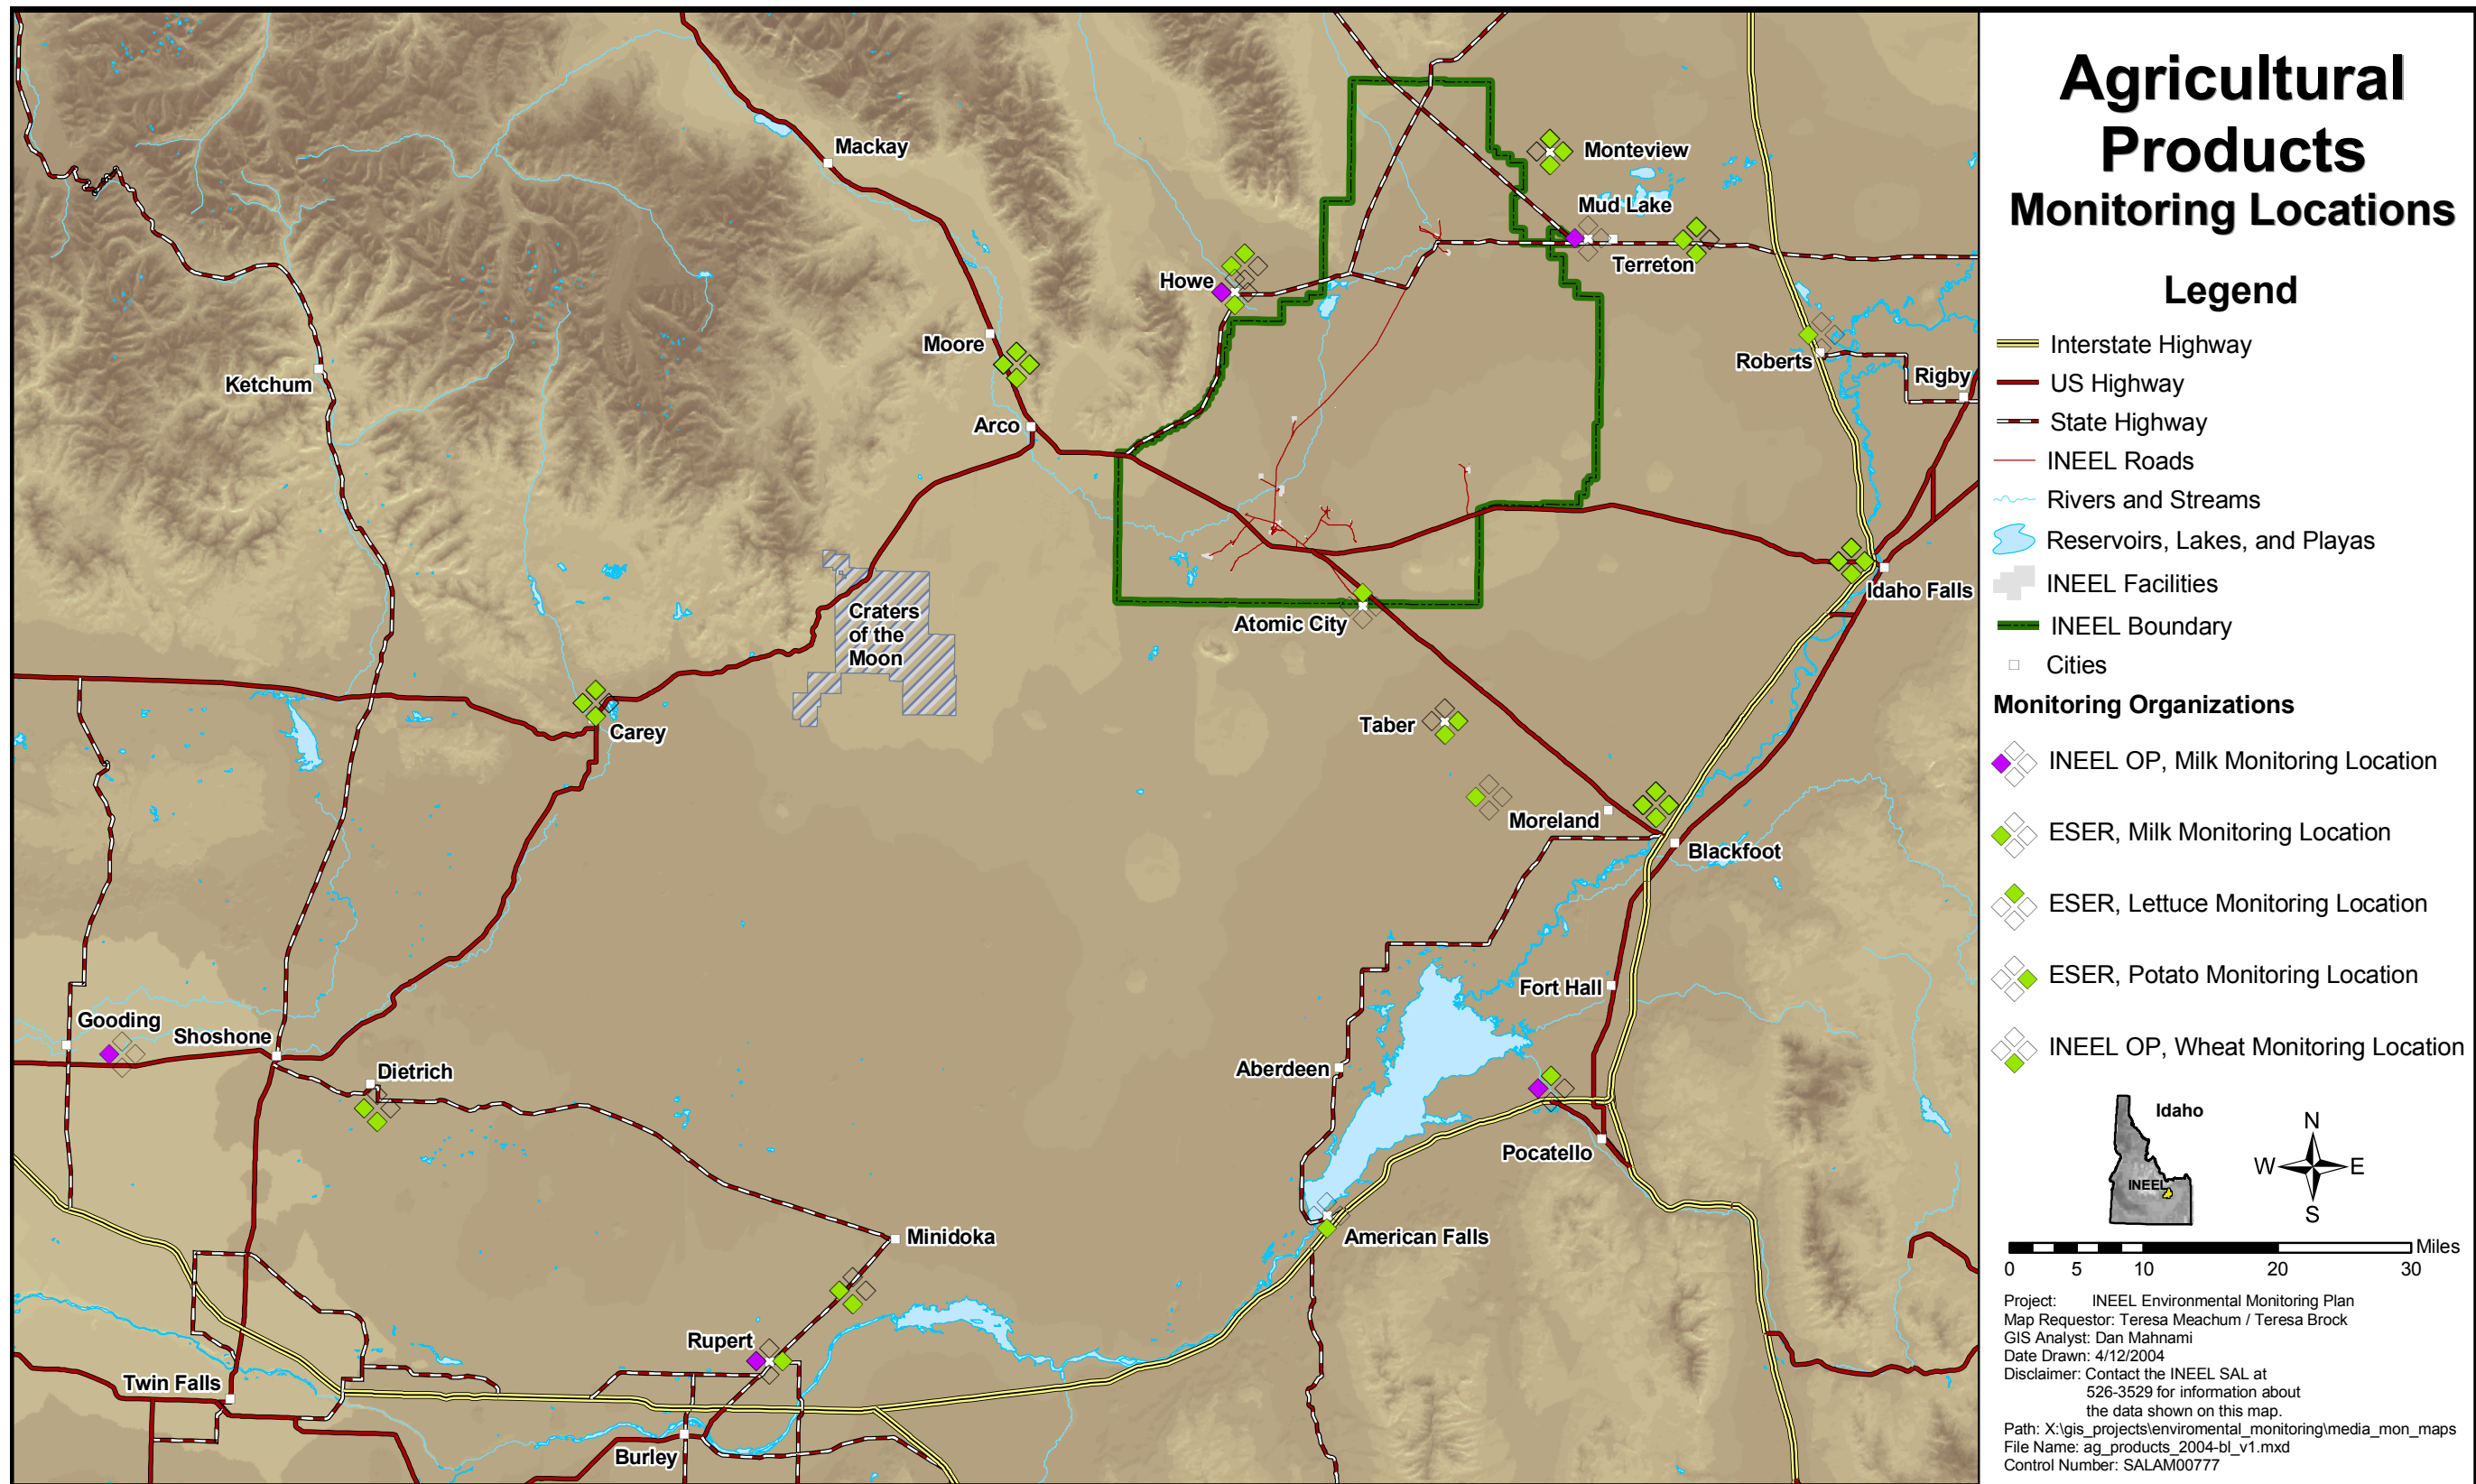 Agricultural
Products
Monitoring Locations
Legend
Interstate Highway
US Highway
State Highway
INEEL Roads
Rivers and Streams
Reservoirs, Lakes, and Playas
INEEL Facilities
INEEL Boundary
Cities
Monitoring Organizations
INEEL OP, Milk Monitoring Location
ESER, Milk Monitoring Location
ESER, Lettuce Monitoring Location
ESER, Potato Monitoring Location
INEEL OP, Wheat Monitoring Location
Idaho
INEEL
N
W E
S
Miles
0 5 10 20 30
Project: INEEL Environmental Monitoring Plan
Map Requestor: Teresa Meachum / Teresa Brock
GIS Analyst: Dan Mahnami
Date Drawn: 4/12/2004
Disclaimer: Contact the INEEL SAL at
526-3529 for information about
the data shown on this map.
Path: X:\gis_projects\enviromental_monitoring\media_mon_maps
File Name: ag_products_2004-bl_v1.mxd
Control Number: SALAM00777
Mackay
Monteview
Mud Lake
Terreton
Howe
Moore
Roberts
Rigby
Ketchum
Arco
Idaho Falls
Craters
of the
Moon
Atomic City
Carey
Taber
Moreland
Blackfoot
Fort Hall
Gooding
Shoshone
Dietrich
Aberdeen
Pocatello
Minidoka
American Falls
Rupert
Twin Falls
Burley